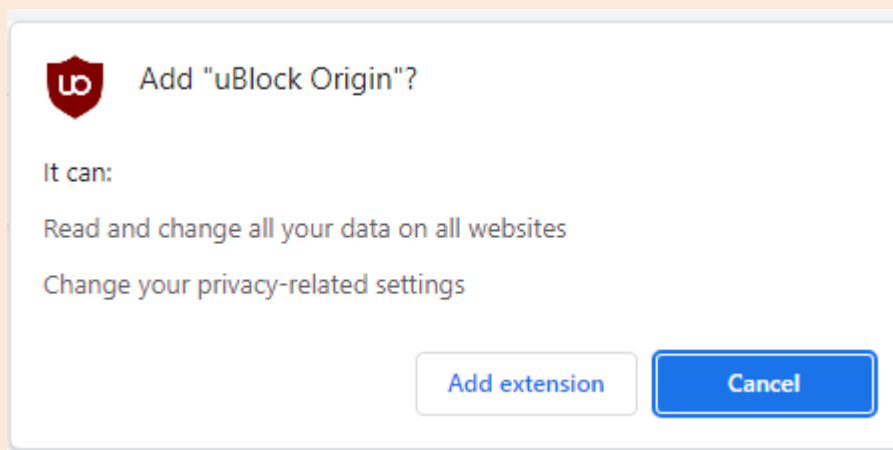 uo
Add "uBlock Origin"?
It can:
Read and change all your data on all websites
Change your privacy-related settings
Add extension
Cancel